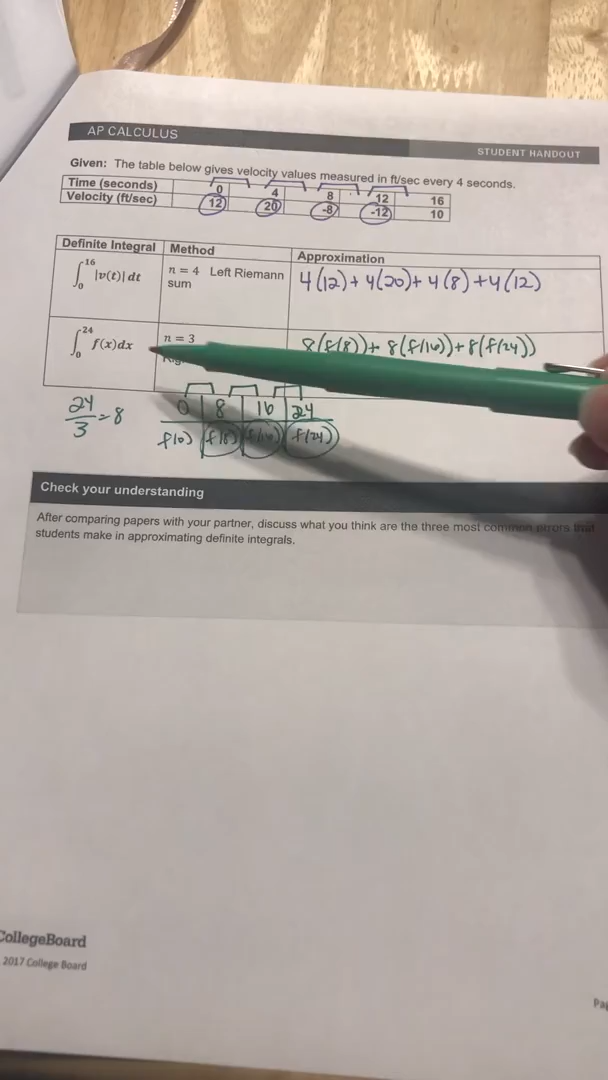 AP CALCULUS
STUDENT HANDOUT
Given: The table below gives velocity values measured in ft/sec every 4 seconds.
Time (seconds) 0 4 8 12 16
Velocity (ft/sec) 12 20 -8 -12 10
Definite Integral Method Approximation
∫₀¹⁶ |v(t)| dt n = 4 Left Riemann sum 4(12)+4(20)+4(8)+4(12)
∫₀²⁴ f(x)dx n = 3 8(f(8))+8(f(16))+8(f(24))
24/3=8
0 8 16 24
f(0) f(8) f(16) f(24)
Check your understanding
After comparing papers with your partner, discuss what you think are the three most common errors that
students make in approximating definite integrals.
CollegeBoard
2017 College Board